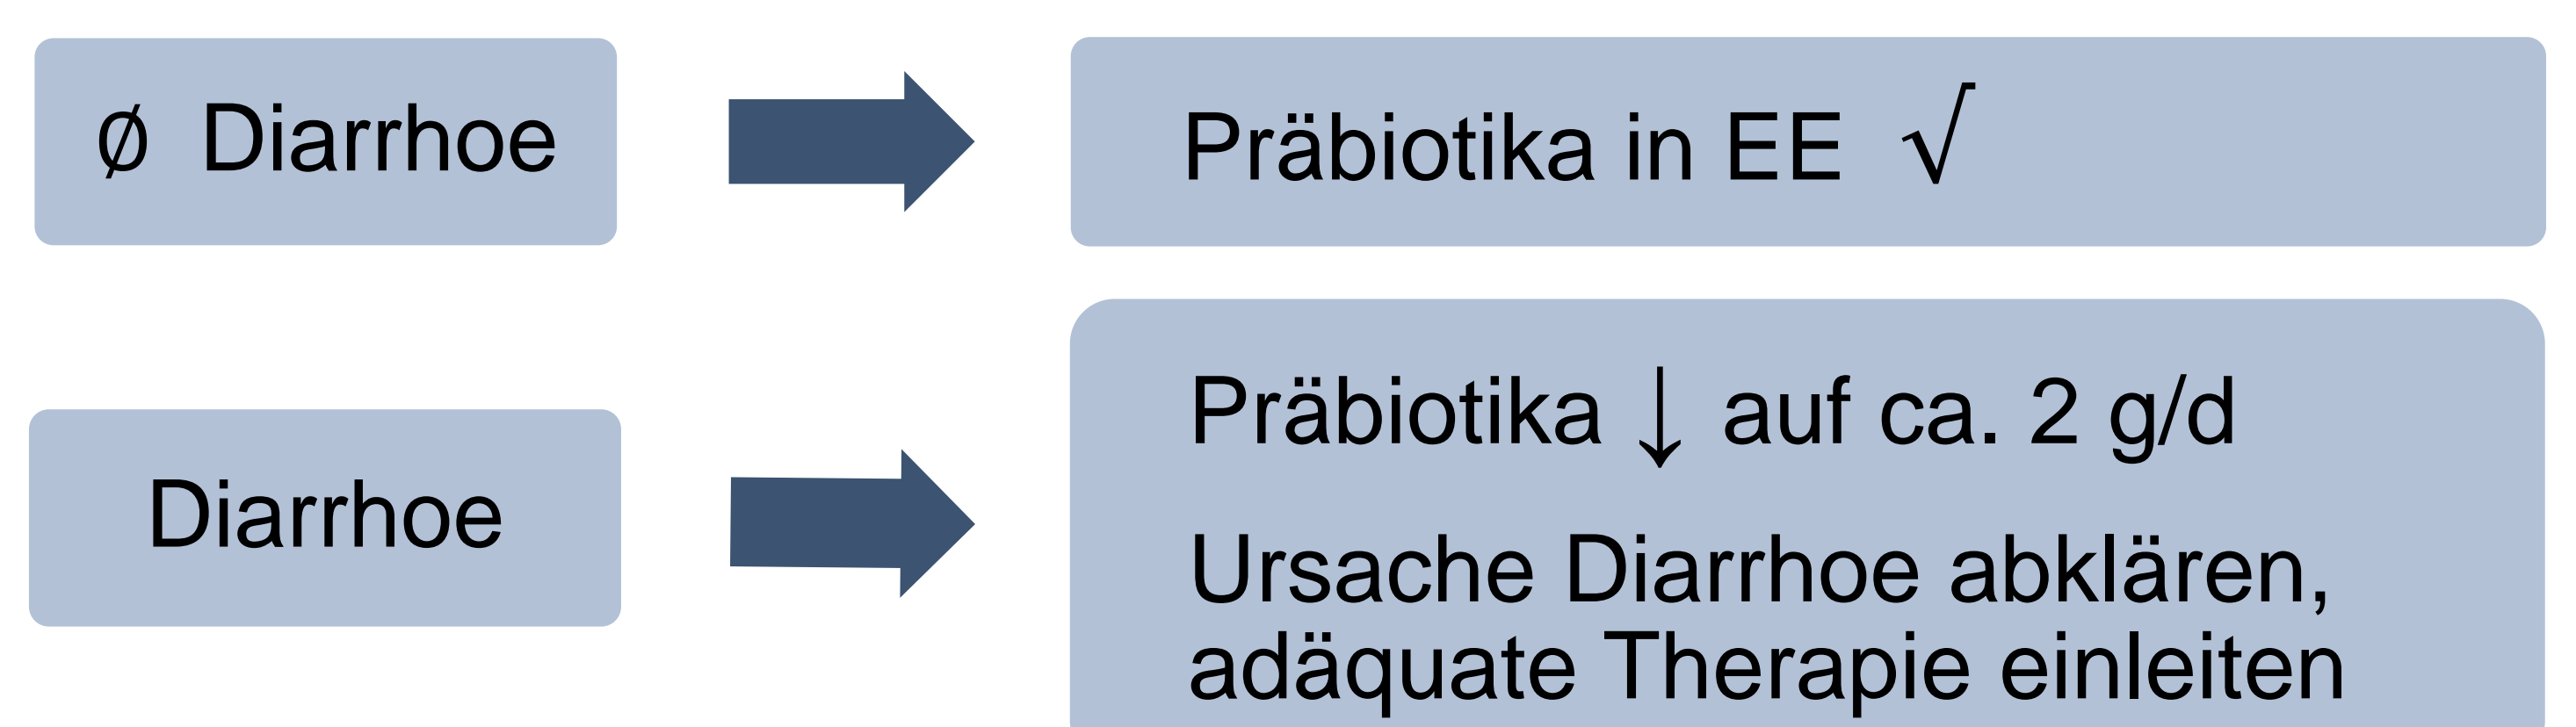 Ø Diarrhoe
Präbiotika in EE √
Diarrhoe
Präbiotika ↓ auf ca. 2 g/d
Ursache Diarrhoe abklären,
adäquate Therapie einleiten